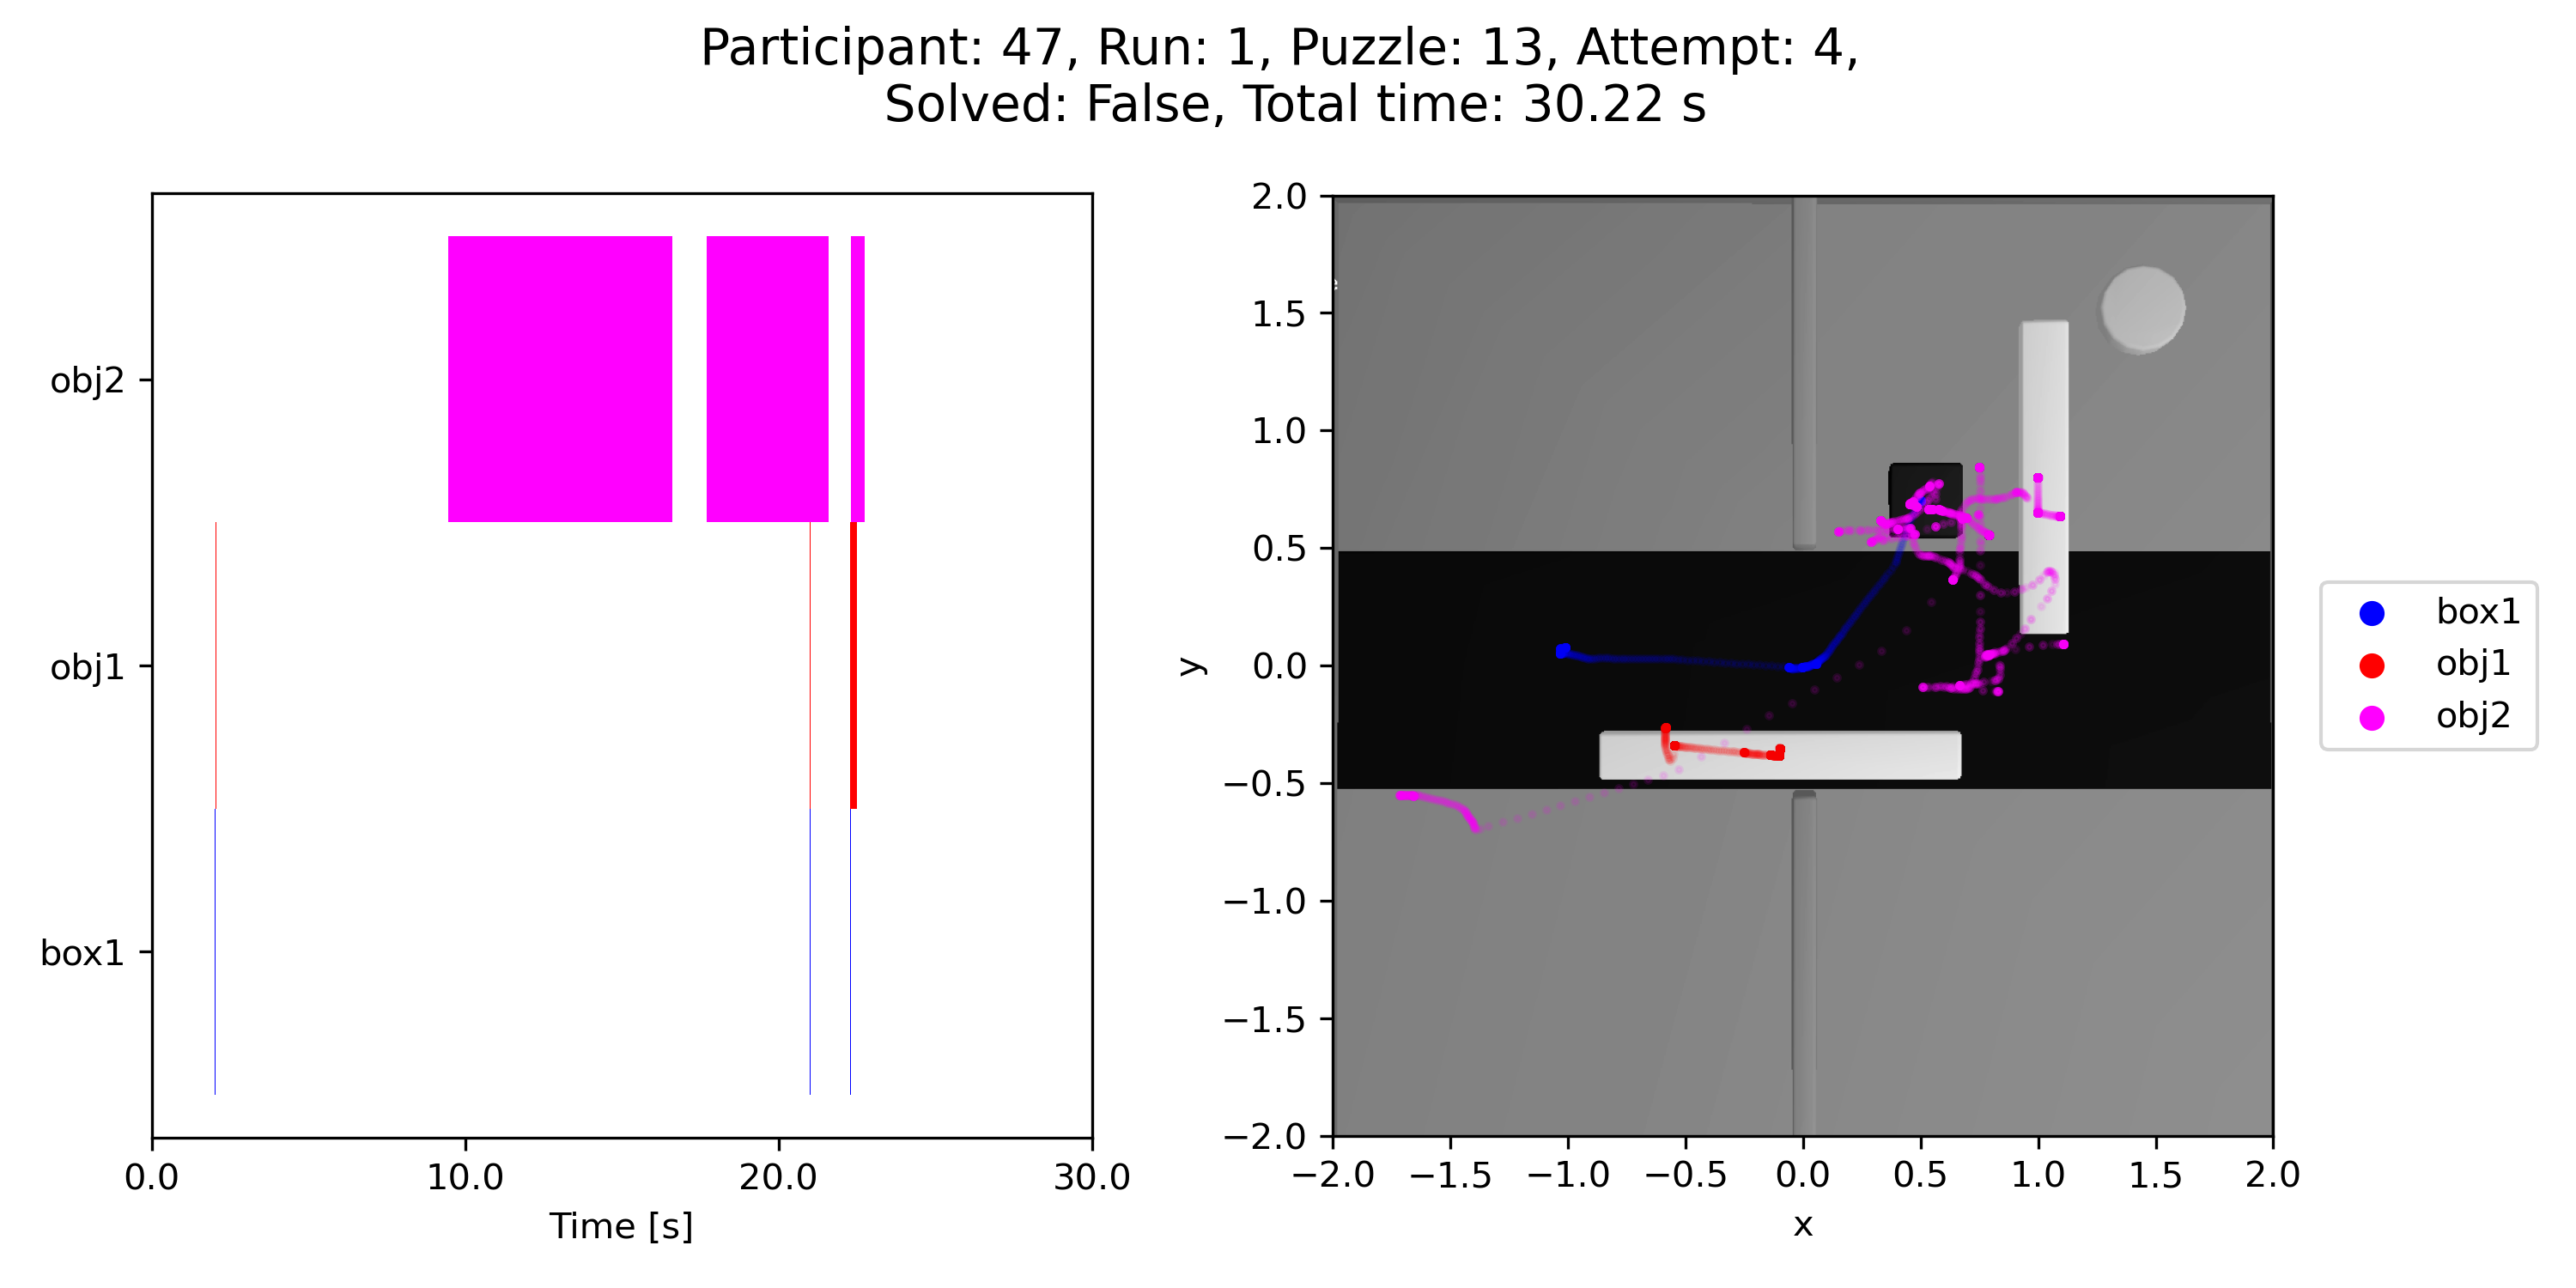 Participant: 47, Run: 1, Puzzle: 13, Attempt: 4,
Solved: False, Total time: 30.22 s
obj2
obj1
box1
0.0 10.0 20.0 30.0
Time [s]
2.0
1.5
1.0
0.5
0.0
−0.5
−1.0
−1.5
−2.0
y
−2.0 −1.5 −1.0 −0.5 0.0 0.5 1.0 1.5 2.0
x
box1
obj1
obj2